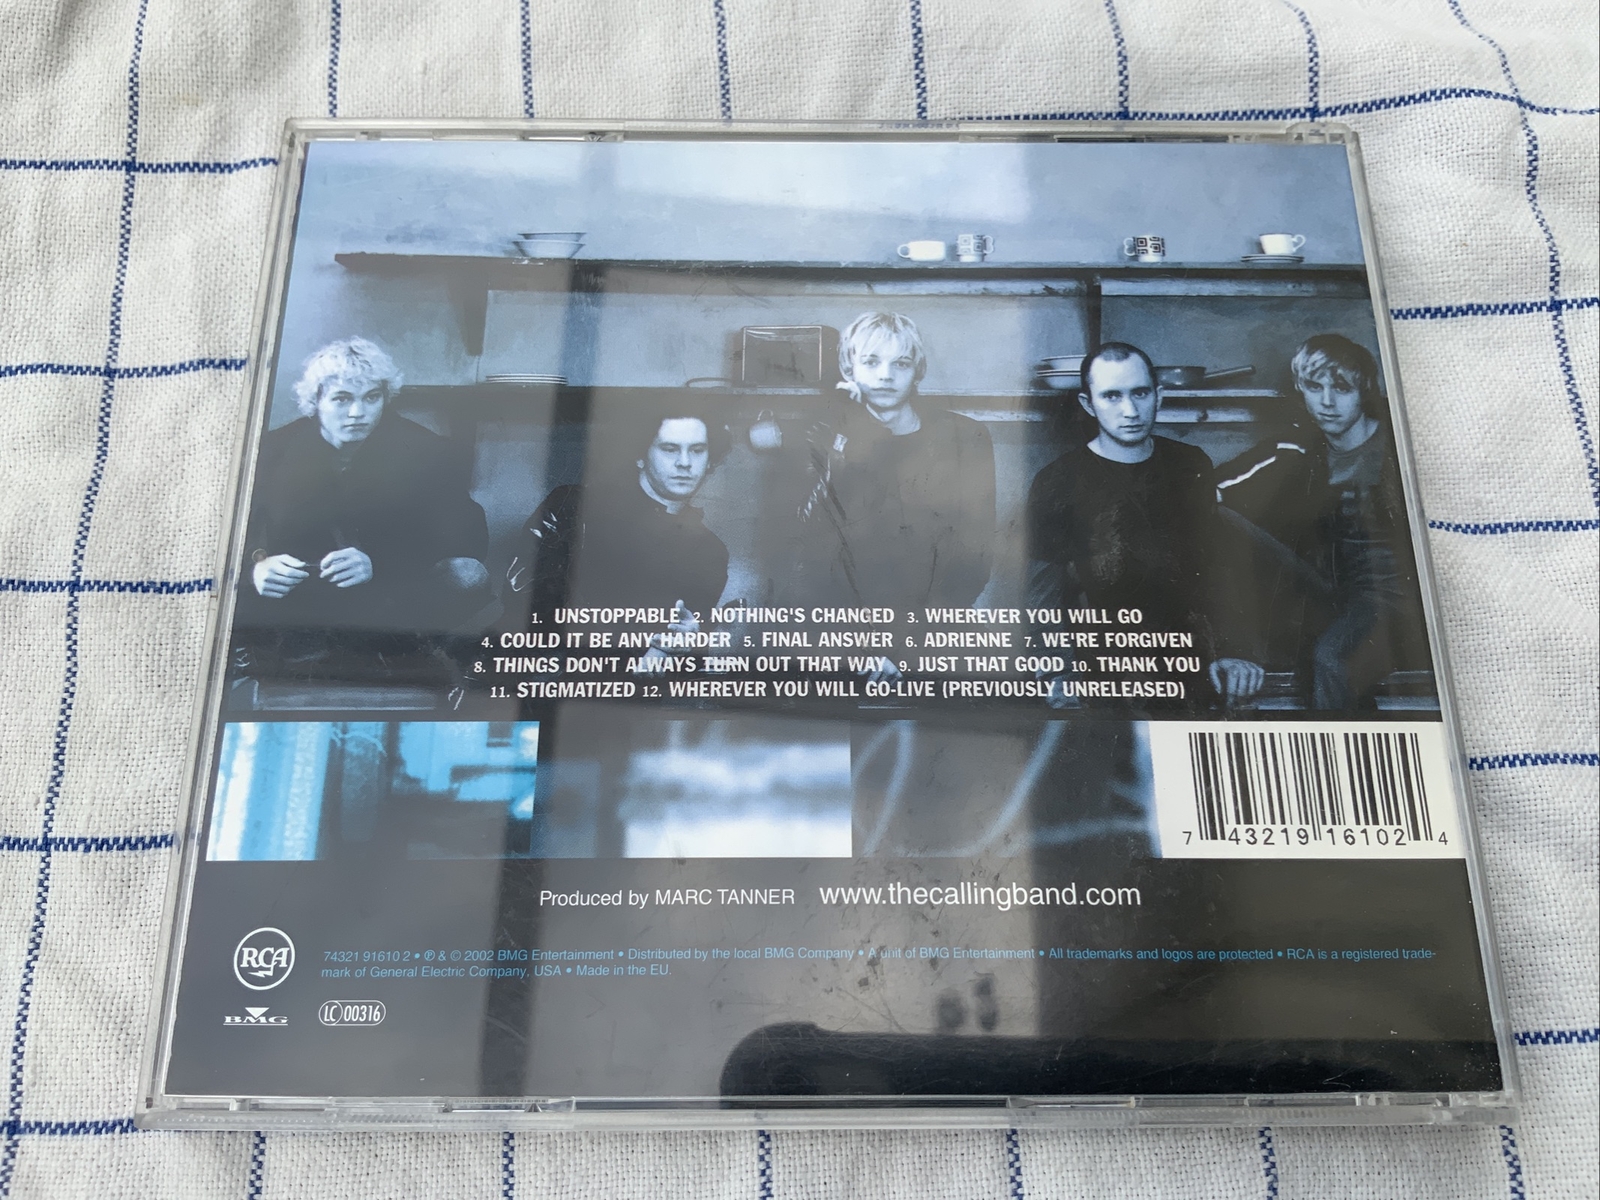 1. UNSTOPPABLE 2. NOTHING'S CHANGED 3. WHEREVER YOU WILL GO
4. COULD IT BE ANY HARDER 5. FINAL ANSWER 6. ADRIENNE 7. WE'RE FORGIVEN
8. THINGS DON'T ALWAYS TURN OUT THAT WAY 9. JUST THAT GOOD 10. THANK YOU
11. STIGMATIZED 12. WHEREVER YOU WILL GO-LIVE (PREVIOUSLY UNRELEASED)
7 43219 16102 4
Produced by MARC TANNER www.thecallingband.com
RCA
74321 91610 2 • ℗ & © 2002 BMG Entertainment • Distributed by the local BMG Company • A unit of BMG Entertainment • All trademarks and logos are protected • RCA is a registered trade-
mark of General Electric Company, USA • Made in the EU.
BMG
LC 00316